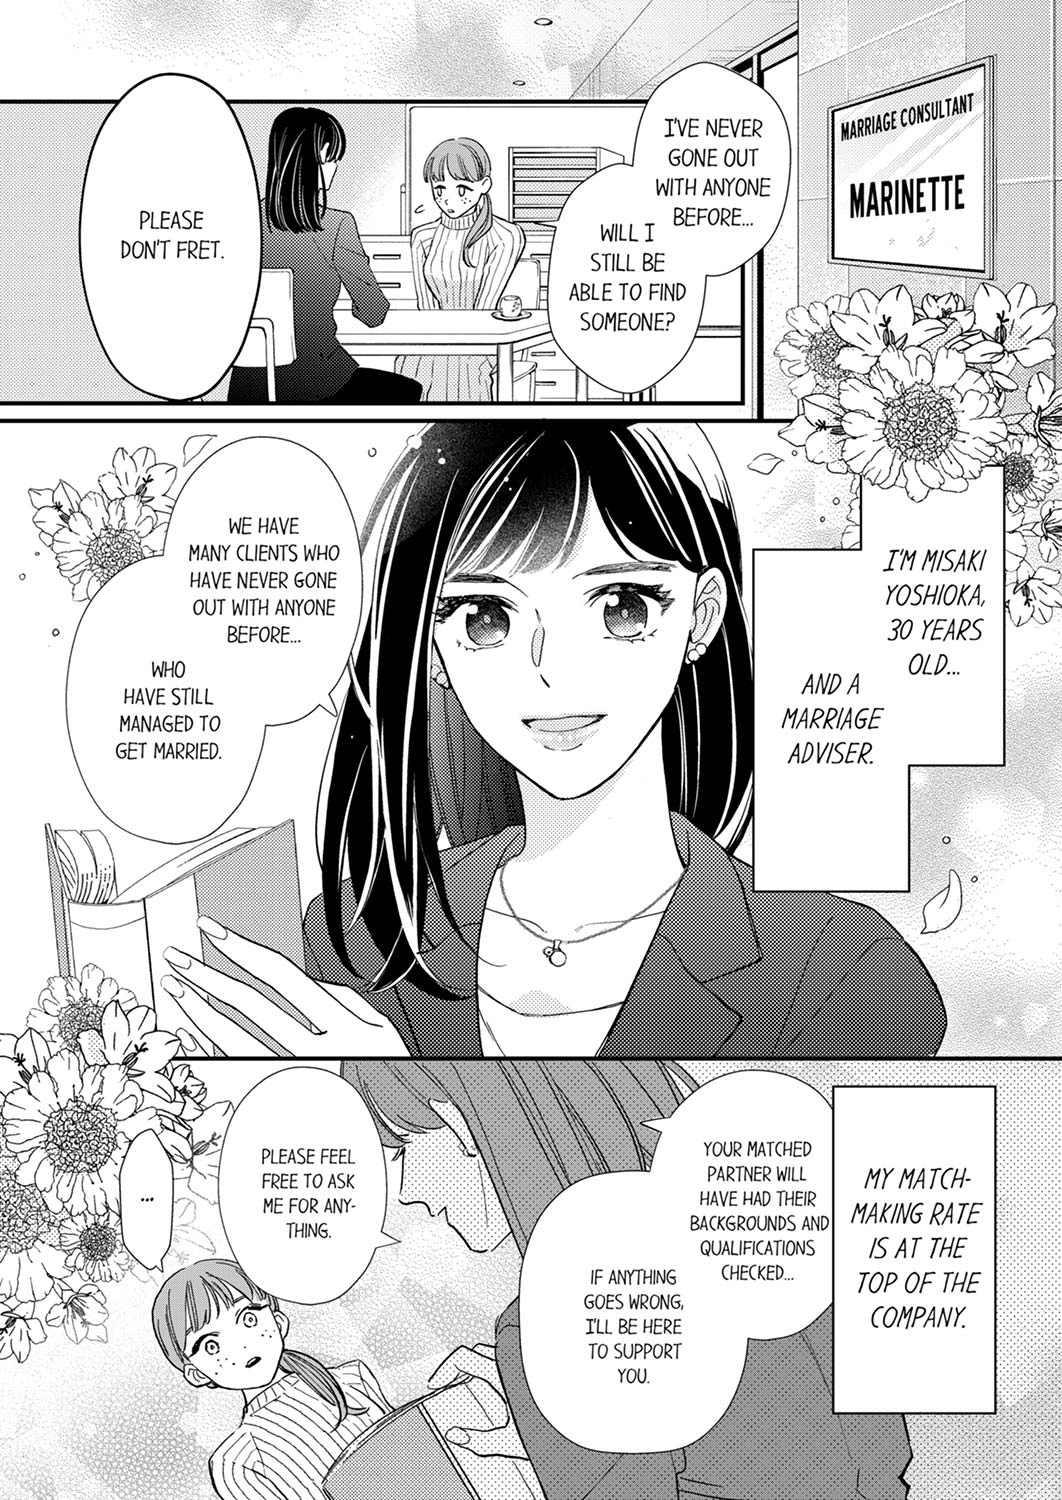 MARRIAGE CONSULTANT
MARINETTE
I'VE NEVER
GONE OUT
WITH ANYONE
BEFORE...
WILL I
STILL BE
ABLE TO FIND
SOMEONE?
PLEASE
DON'T FRET.
I'M MISAKI
YOSHIOKA,
30 YEARS
OLD...
AND A
MARRIAGE
ADVISER.
WE HAVE
MANY CLIENTS WHO
HAVE NEVER GONE
OUT WITH ANYONE
BEFORE...
WHO
HAVE STILL
MANAGED TO
GET MARRIED.
MY MATCH-
MAKING RATE
IS AT THE
TOP OF THE
COMPANY.
YOUR MATCHED
PARTNER WILL
HAVE HAD THEIR
BACKGROUNDS AND
QUALIFICATIONS
CHECKED...
IF ANYTHING
GOES WRONG,
I'LL BE HERE
TO SUPPORT
YOU.
PLEASE FEEL
FREE TO ASK
ME FOR ANY-
THING.
...